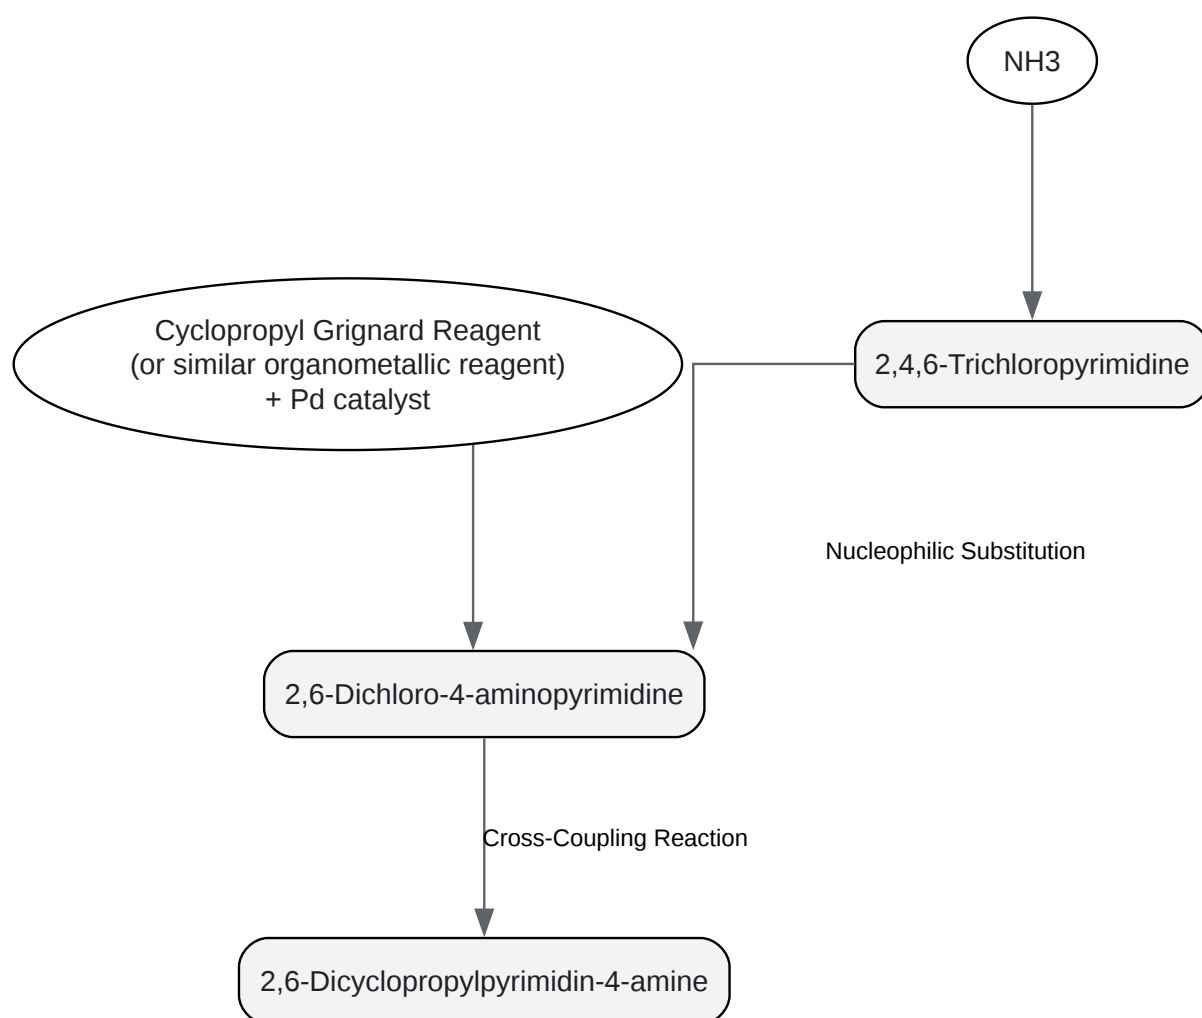 NH3
Cyclopropyl Grignard Reagent
(or similar organometallic reagent)
+ Pd catalyst
2,4,6-Trichloropyrimidine
Nucleophilic Substitution
2,6-Dichloro-4-aminopyrimidine
Cross-Coupling Reaction
2,6-Dicyclopropylpyrimidin-4-amine